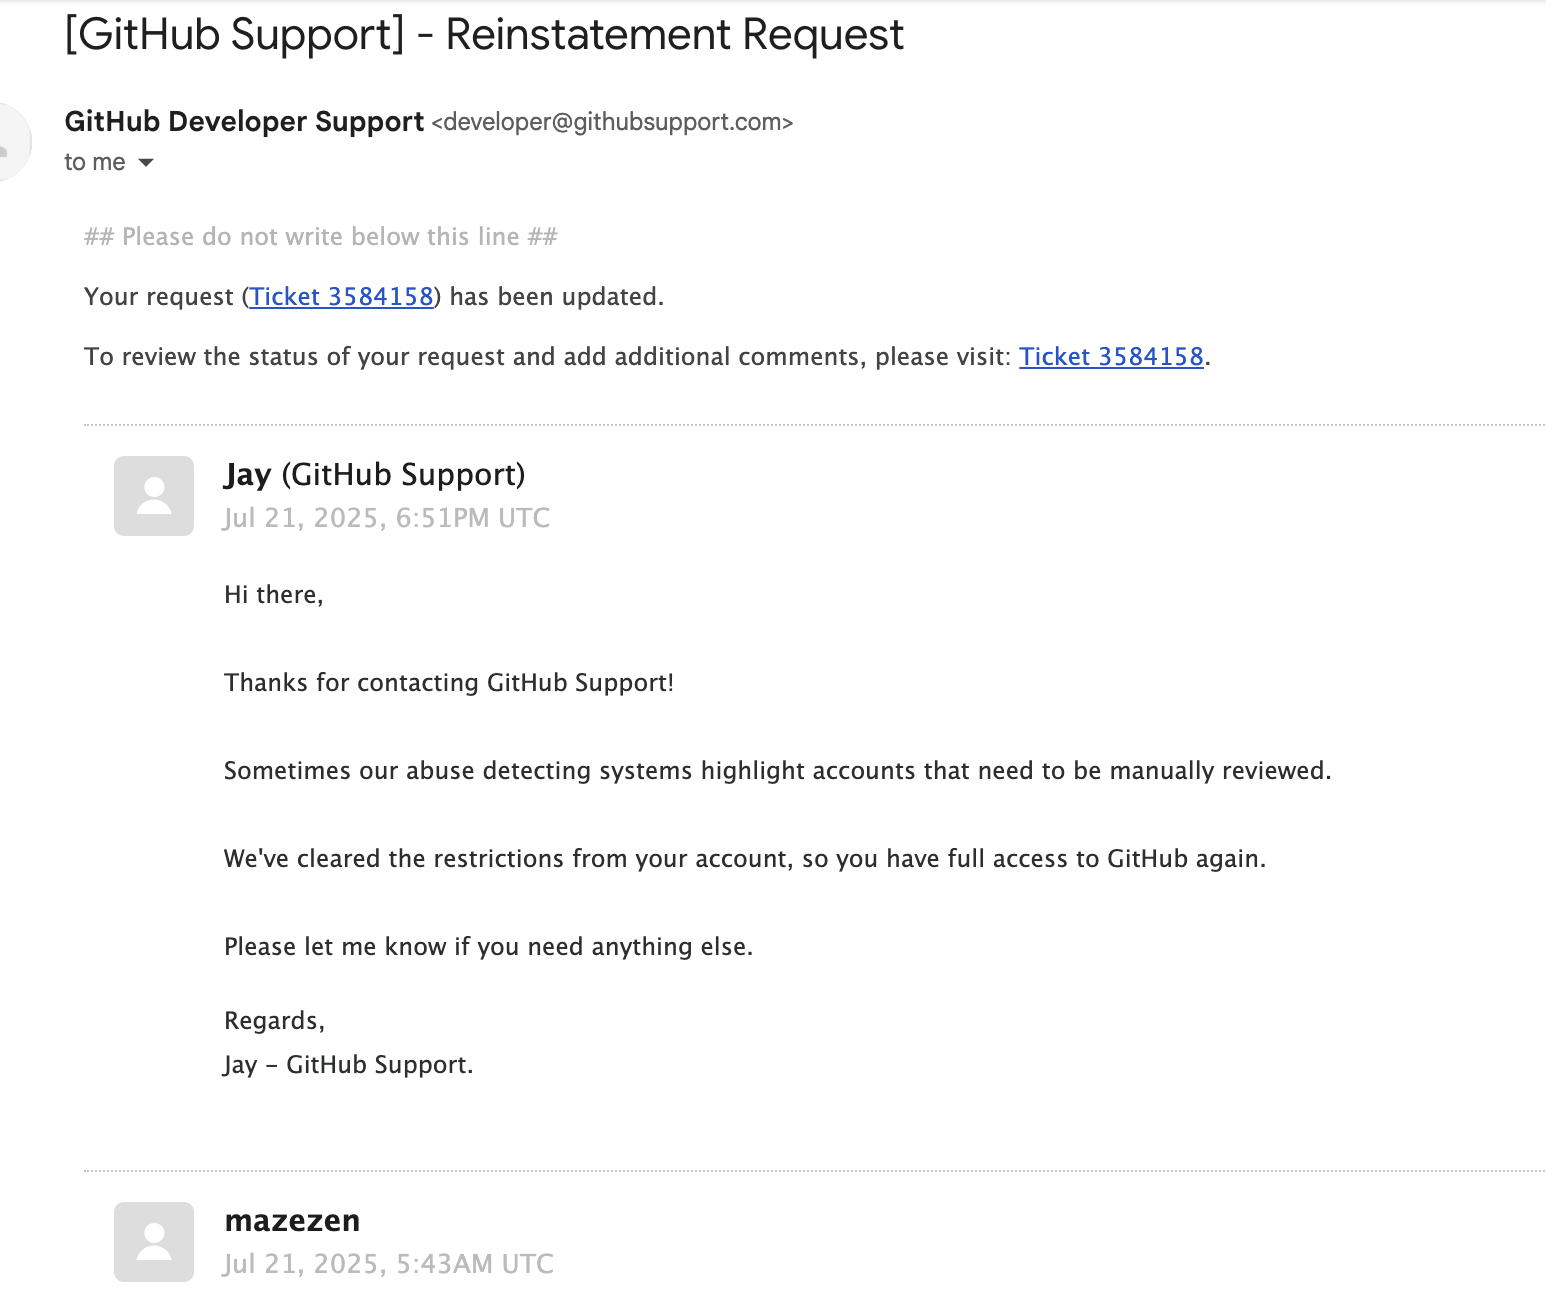 [GitHub Support] - Reinstatement Request
GitHub Developer Support <developer@githubsupport.com>
to me
## Please do not write below this line ##
Your request (Ticket 3584158) has been updated.
To review the status of your request and add additional comments, please visit: Ticket 3584158.
Jay (GitHub Support)
Jul 21, 2025, 6:51PM UTC
Hi there,
Thanks for contacting GitHub Support!
Sometimes our abuse detecting systems highlight accounts that need to be manually reviewed.
We've cleared the restrictions from your account, so you have full access to GitHub again.
Please let me know if you need anything else.
Regards,
Jay – GitHub Support.
mazezen
Jul 21, 2025, 5:43AM UTC